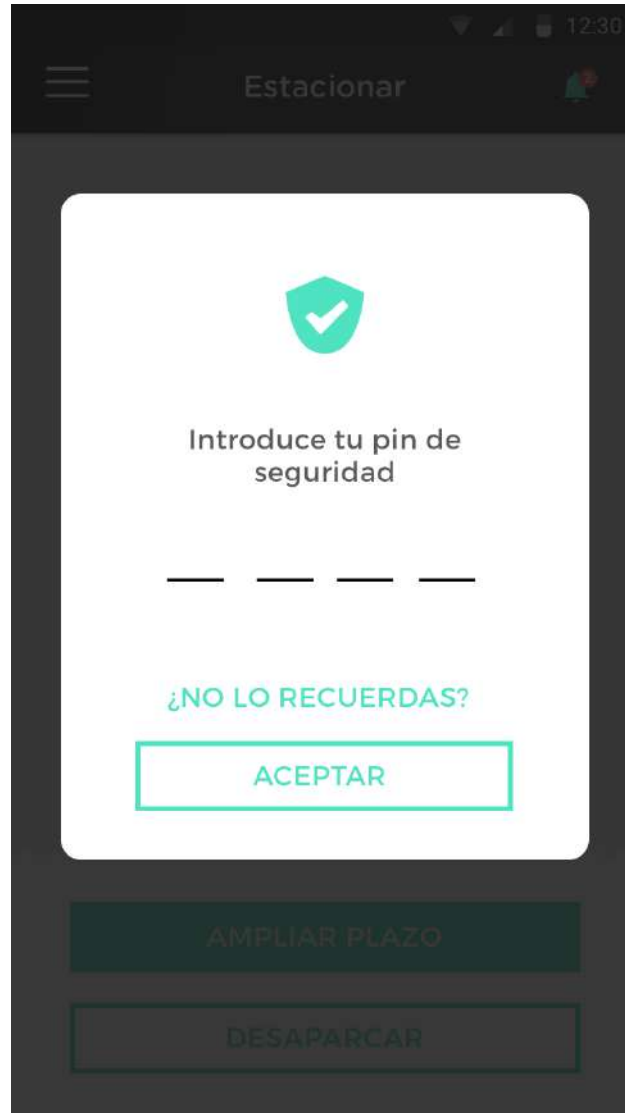 12:30
Estacionar
Introduce tu pin de
seguridad
¿NO LO RECUERDAS?
ACEPTAR
AMPLIAR PLAZO
DESAPARCAR